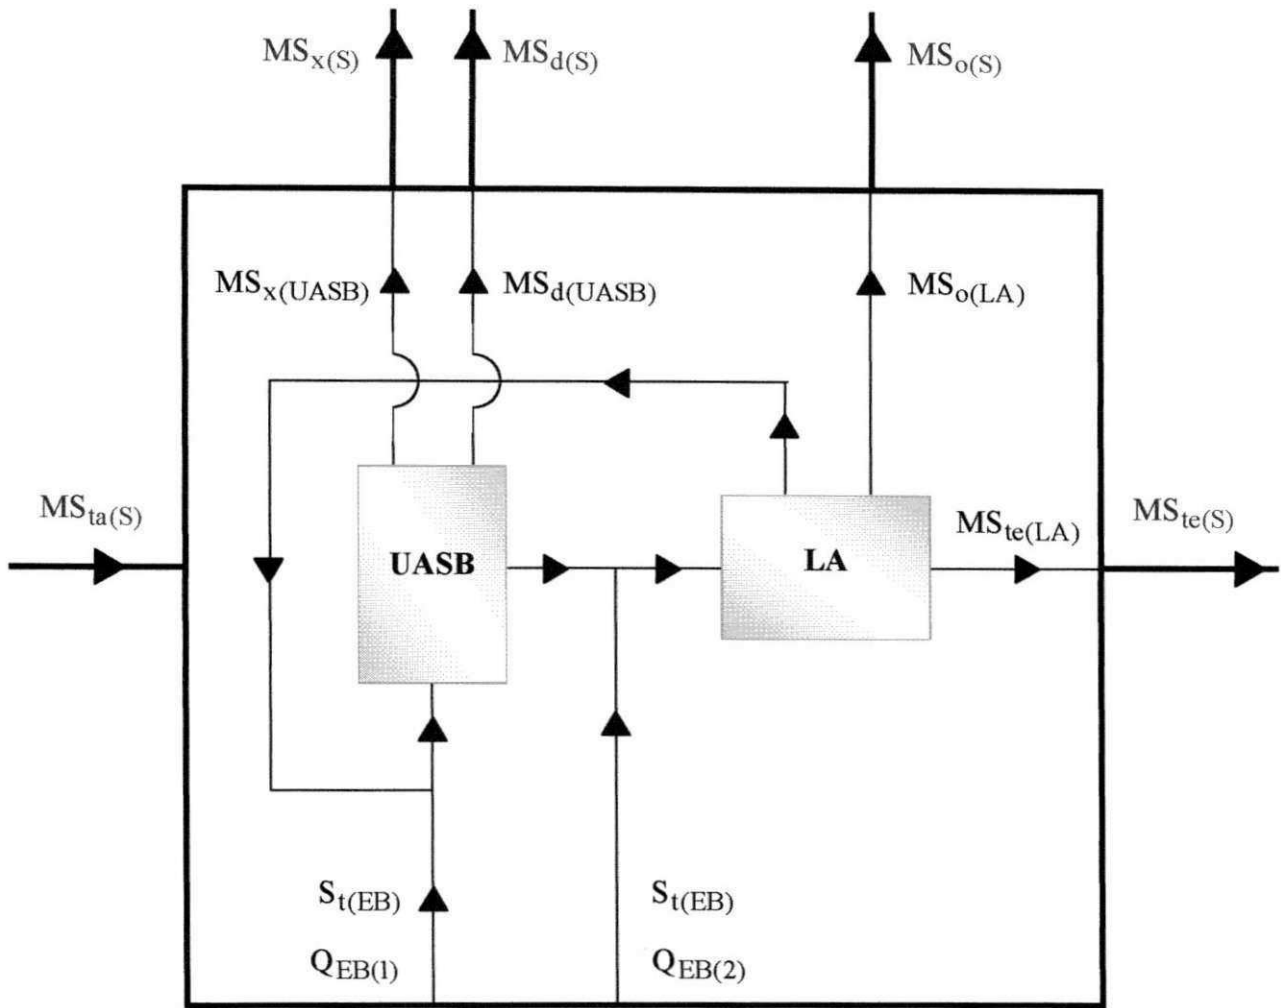 MSx(S)
MSd(S)
MSo(S)
MSx(UASB)
MSd(UASB)
MSo(LA)
MSta(S)
UASB
LA
MSte(LA)
MSte(S)
St(EB)
QEB(1)
St(EB)
QEB(2)